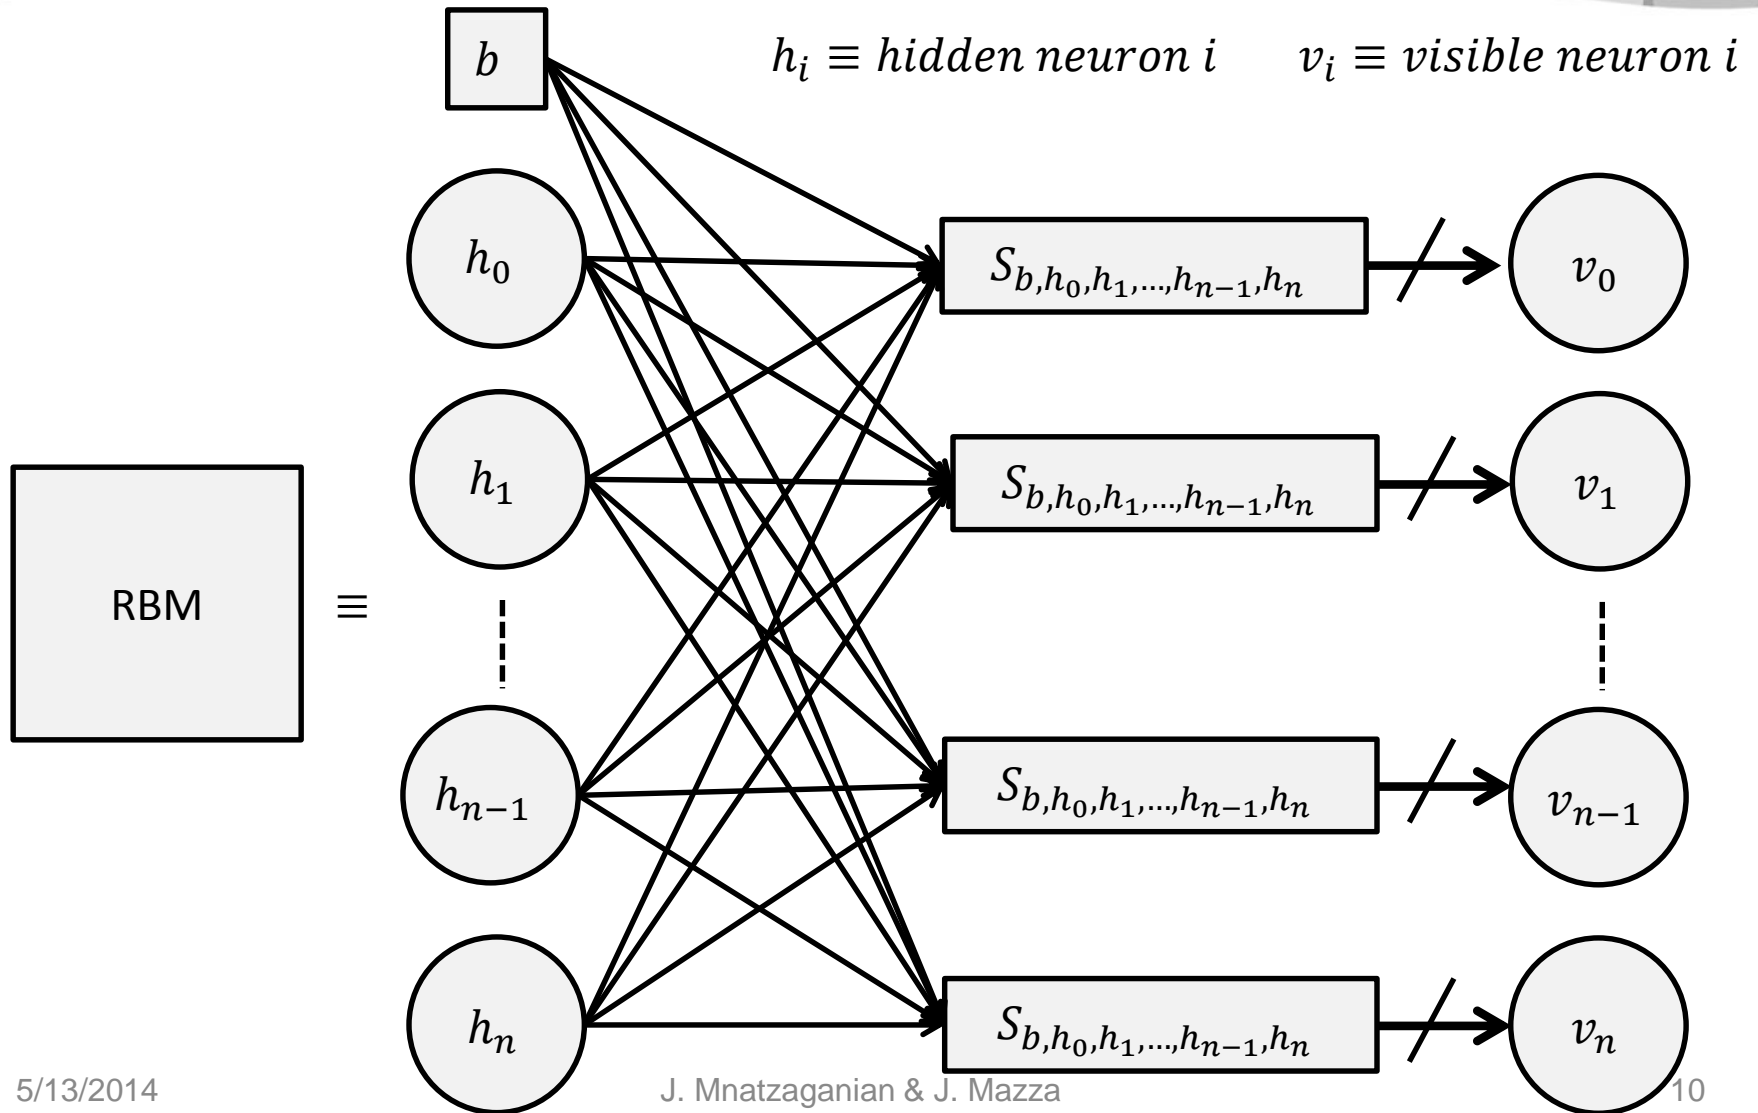 b
h_i ≡ hidden neuron i
v_i ≡ visible neuron i
h_0
S_{b,h_0,h_1,...,h_{n−1},h_n}
v_0
h_1
S_{b,h_0,h_1,...,h_{n−1},h_n}
v_1
RBM
≡
h_{n−1}
S_{b,h_0,h_1,...,h_{n−1},h_n}
v_{n−1}
h_n
S_{b,h_0,h_1,...,h_{n−1},h_n}
v_n
5/13/2014
J. Mnatzaganian & J. Mazza
10